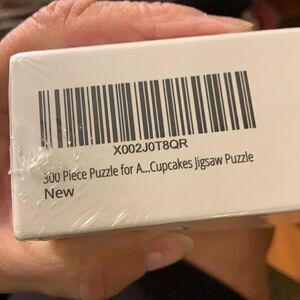 X002J0T8QR
300 Piece Puzzle for A...Cupcakes Jigsaw Puzzle
New